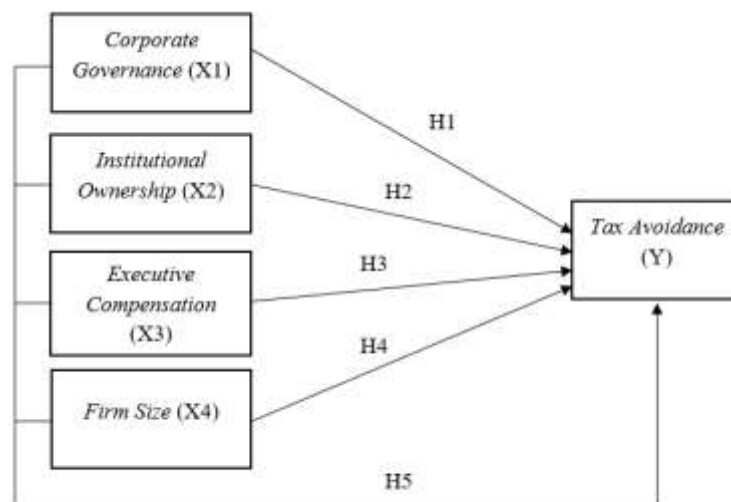 Corporate
Governance (X1)
H1
Institutional
Ownership (X2)
H2
Tax Avoidance
(Y)
Executive
Compensation
(X3)
H3
H4
Firm Size (X4)
H5